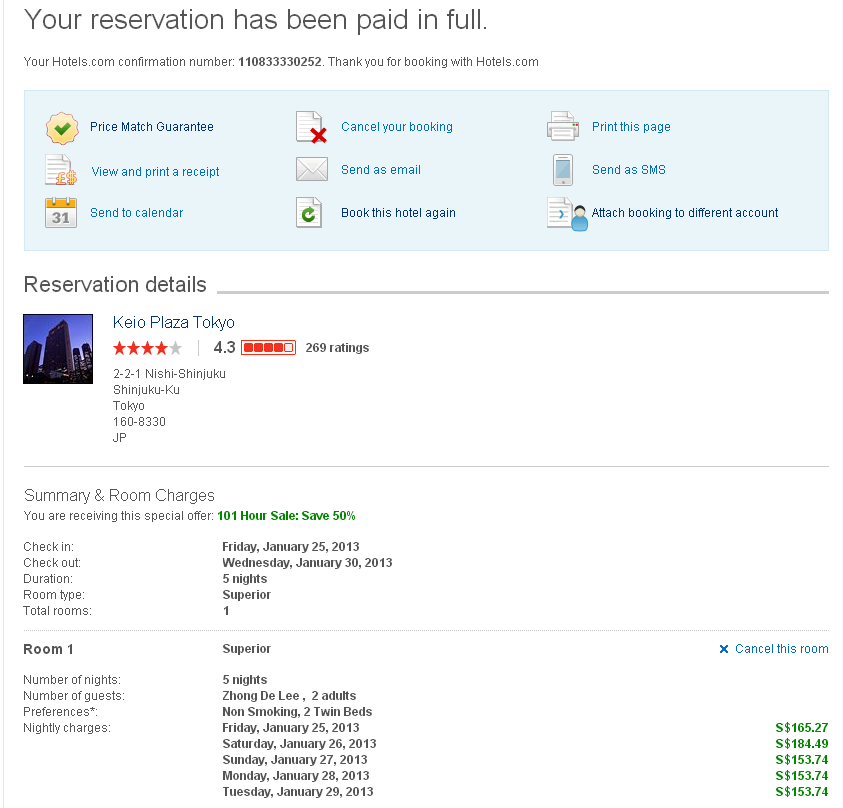 Your reservation has been paid in full.
Your Hotels.com confirmation number: 110833330252. Thank you for booking with Hotels.com
Price Match Guarantee
Cancel your booking
Print this page
££$
View and print a receipt
Send as email
Send as SMS
31
Send to calendar
Book this hotel again
Attach booking to different account
Reservation details
Keio Plaza Tokyo
4.3 269 ratings
2-2-1 Nishi-Shinjuku
Shinjuku-Ku
Tokyo
160-8330
JP
Summary & Room Charges
You are receiving this special offer: 101 Hour Sale: Save 50%
Check in: Friday, January 25, 2013
Check out: Wednesday, January 30, 2013
Duration: 5 nights
Room type: Superior
Total rooms: 1
Room 1 Superior Cancel this room
Number of nights: 5 nights
Number of guests: Zhong De Lee , 2 adults
Preferences*: Non Smoking, 2 Twin Beds
Nightly charges: Friday, January 25, 2013 S$165.27
Saturday, January 26, 2013 S$184.49
Sunday, January 27, 2013 S$153.74
Monday, January 28, 2013 S$153.74
Tuesday, January 29, 2013 S$153.74